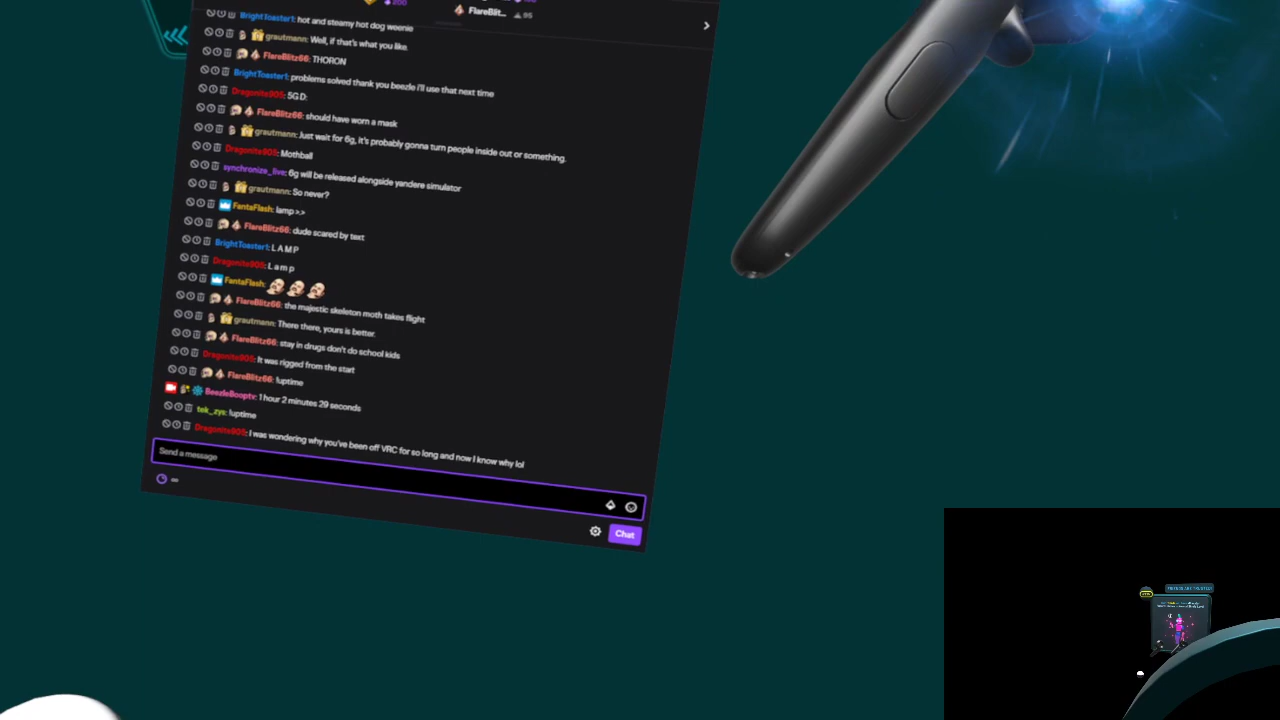 200
FlareBlit... 95
BrightToaster1: hot and steamy hot dog weenie
grautmann: Well, if that's what you like.
FlareBlitz66: THORON
BrightToaster1: problems solved thank you beezle i'll use that next time
Dragonite905: 5G D:
FlareBlitz66: should have worn a mask
grautmann: Just wait for 6g, it's probably gonna turn people inside out or something.
Dragonite905: Mothball
synchronize_live: 6g will be released alongside yandere simulator
grautmann: So never?
FantaFlash: lamp >.>
FlareBlitz66: dude scared by text
BrightToaster1: L A M P
Dragonite905: L a m p
FantaFlash:
FlareBlitz66: the majestic skeleton moth takes flight
grautmann: There there, yours is better.
FlareBlitz66: stay in drugs don't do school kids
Dragonite905: It was rigged from the start
FlareBlitz66: !uptime
BeezleBooptv: 1 hour 2 minutes 29 seconds
tek_zys: !uptime
Dragonite905: I was wondering why you've been off VRC for so long and now I know why lol
Send a message
Chat